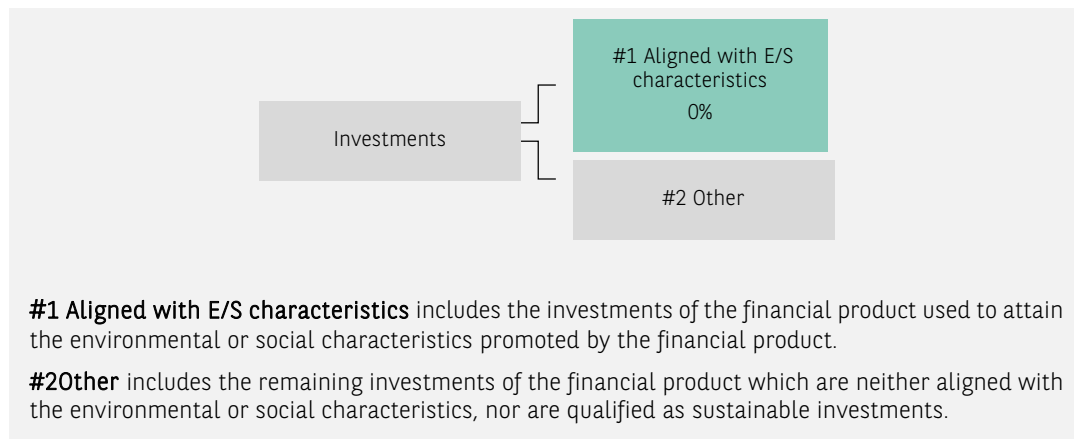 #1 Aligned with E/S
characteristics
0%
Investments
#2 Other
#1 Aligned with E/S characteristics includes the investments of the financial product used to attain
the environmental or social characteristics promoted by the financial product.
#2Other includes the remaining investments of the financial product which are neither aligned with
the environmental or social characteristics, nor are qualified as sustainable investments.